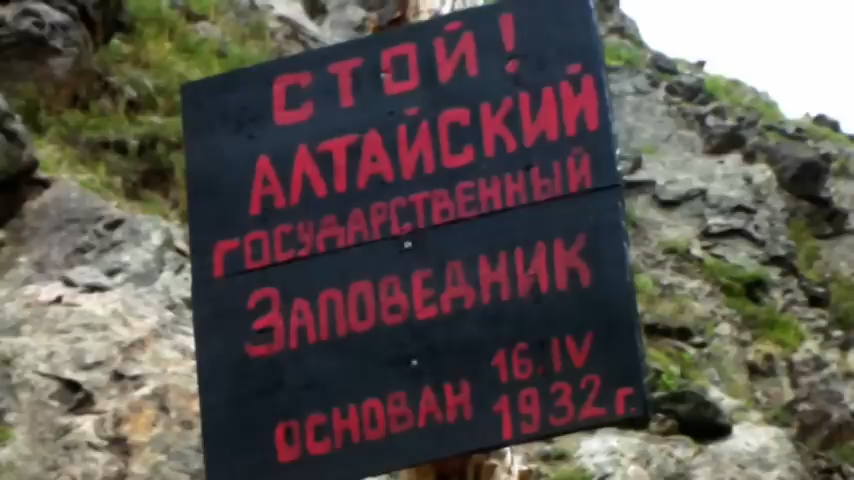 СТОЙ!
АЛТАЙСКИЙ
ГОСУДАРСТВЕННЫЙ
ЗАПОВЕДНИК
ОСНОВАН 16.IV
1932 г.